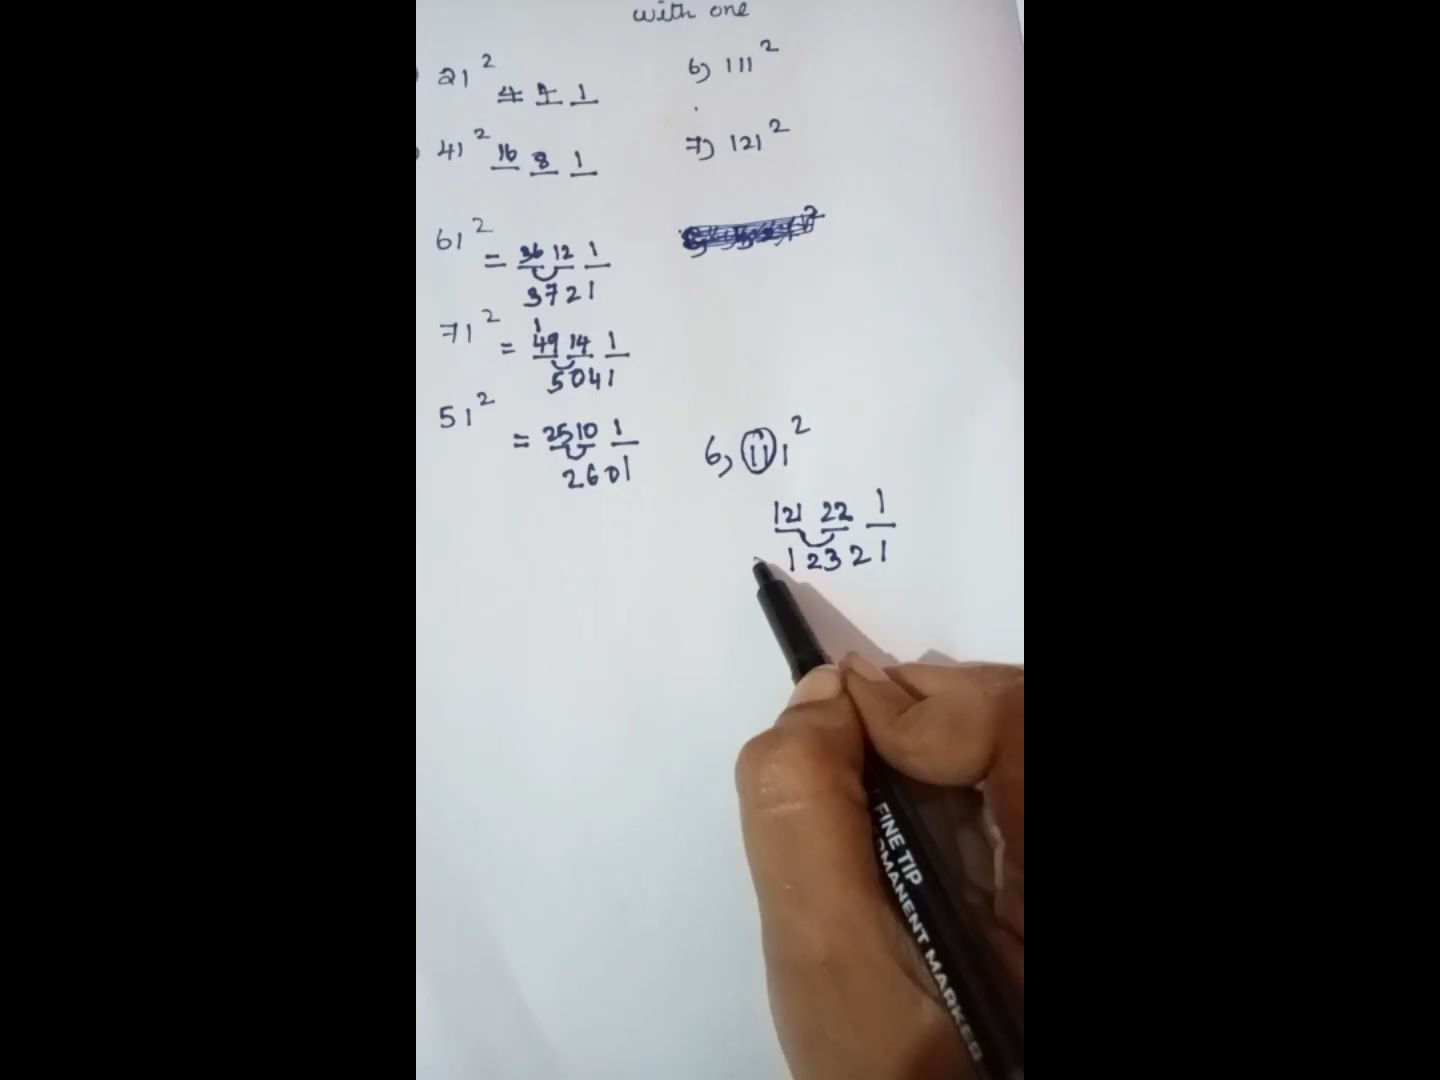 with one
21²
4 4 1
41² 16 8 1
61²
= 36 12 1
3721
71²
1
= 49 14 1
5041
51²
= 25 10 1
2601
6) 111²
7) 121²
6, 111²
121 22 1
12321
FINE TIP
PERMANENT MARKER